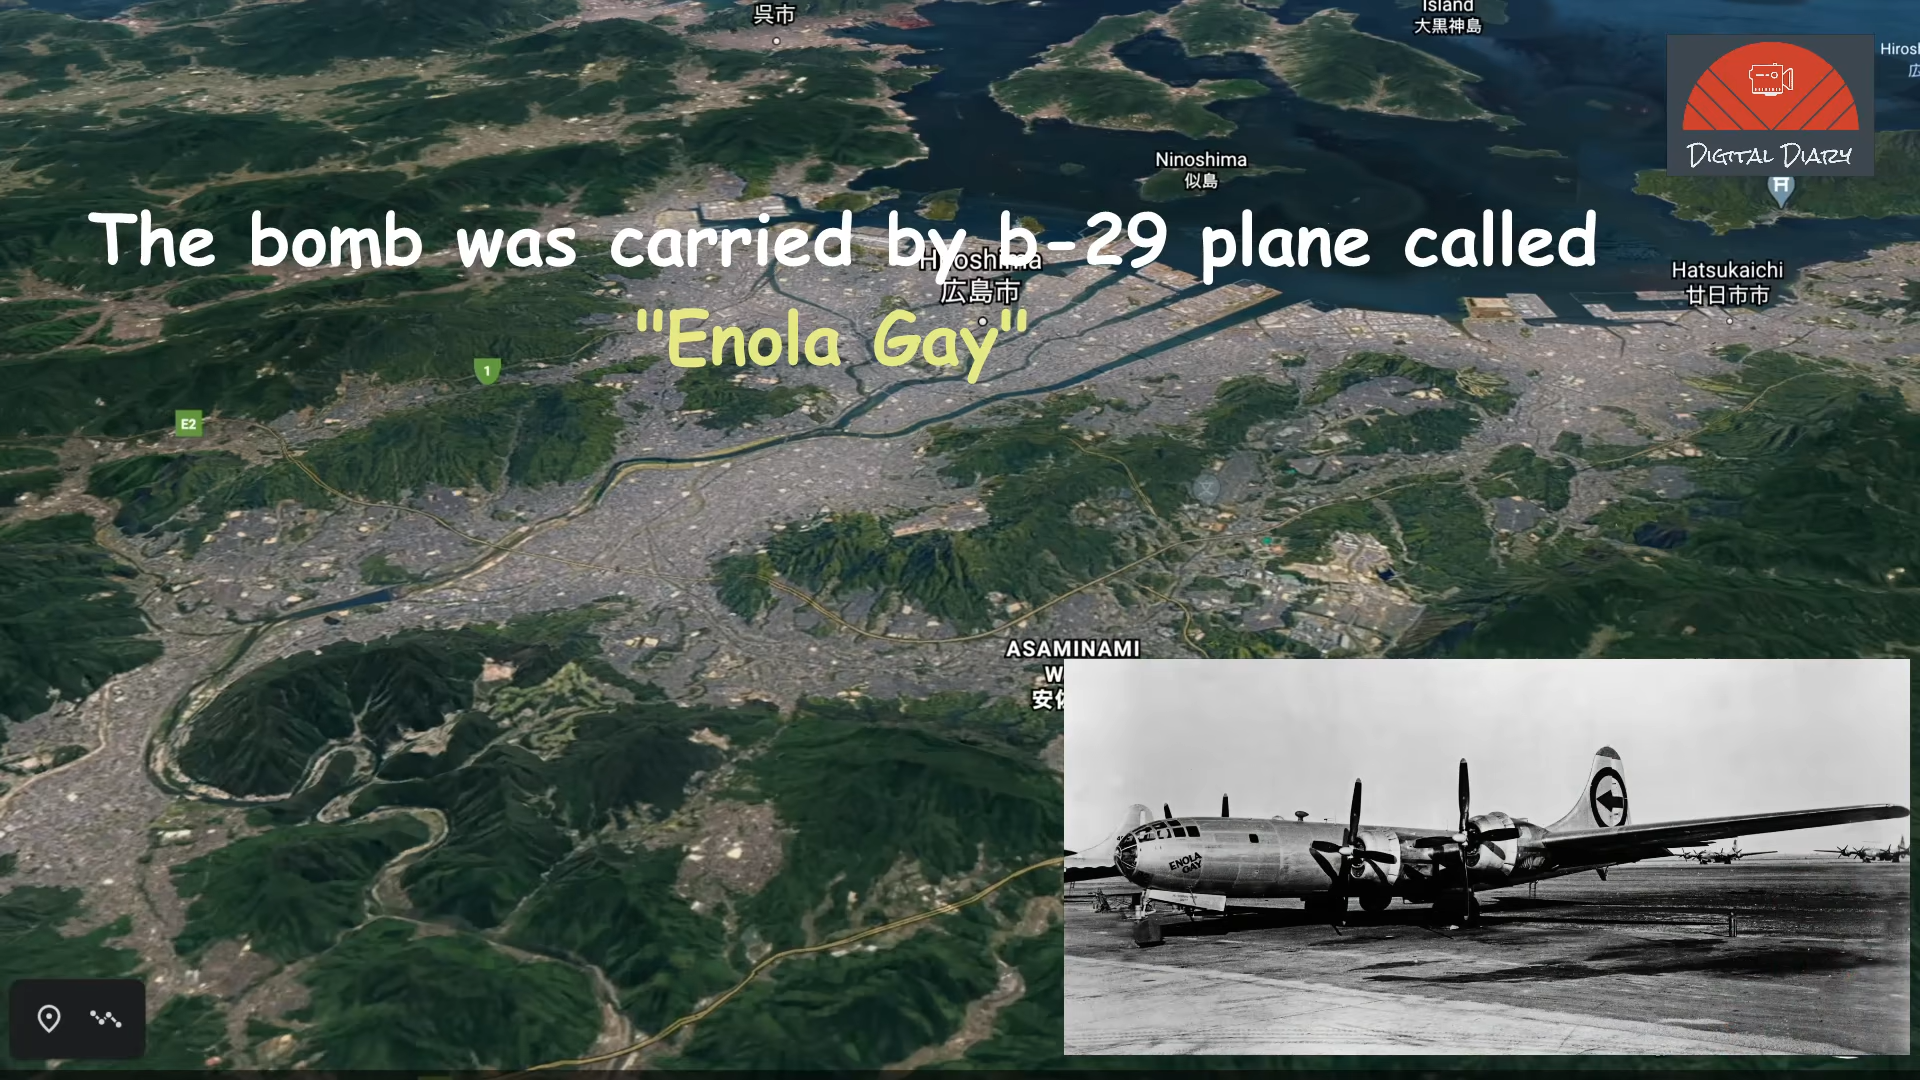 呉市
Island
大黒神島
DIGITAL DIARY
Ninoshima
似島
The bomb was carried by b-29 plane called
Hiroshima
広島市
"Enola Gay"
Hatsukaichi
廿日市市
1
E2
ASAMINAMI
ENOLA
GAY